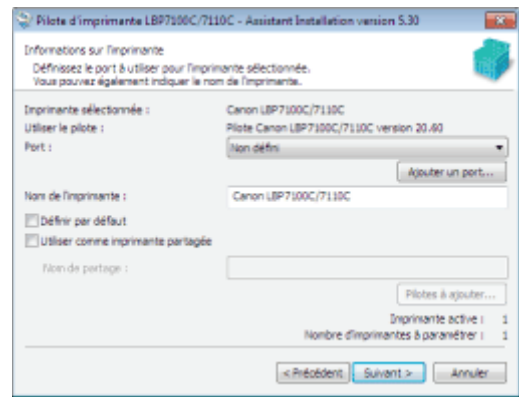 Pilote d'imprimante LBP7100C/7110C - Assistant Installation version 5.30
Informations sur l'imprimante
Définissez le port à utiliser pour l'imprimante sélectionnée.
Vous pouvez également indiquer le nom de l'imprimante.
Imprimante sélectionnée : Canon LBP7100C/7110C
Utiliser le pilote : Pilote Canon LBP7100C/7110C version 20.60
Port : Non défini
Ajouter un port...
Nom de l'imprimante : Canon LBP7100C/7110C
Définir par défaut
Utiliser comme imprimante partagée
Nom de partage :
Pilotes à ajouter...
Imprimante active : 1
Nombre d'imprimantes à paramétrer : 1
< Précédent Suivant > Annuler